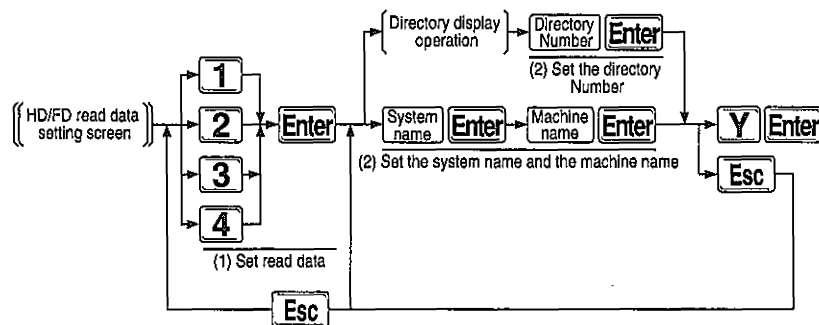 HD/FD read data
setting screen
1
2
3
4
Enter
(1) Set read data
Directory display
operation
Directory
Number
Enter
(2) Set the directory
Number
System
name
Enter
Machine
name
Enter
(2) Set the system name and the machine name
Y
Enter
Esc
Esc